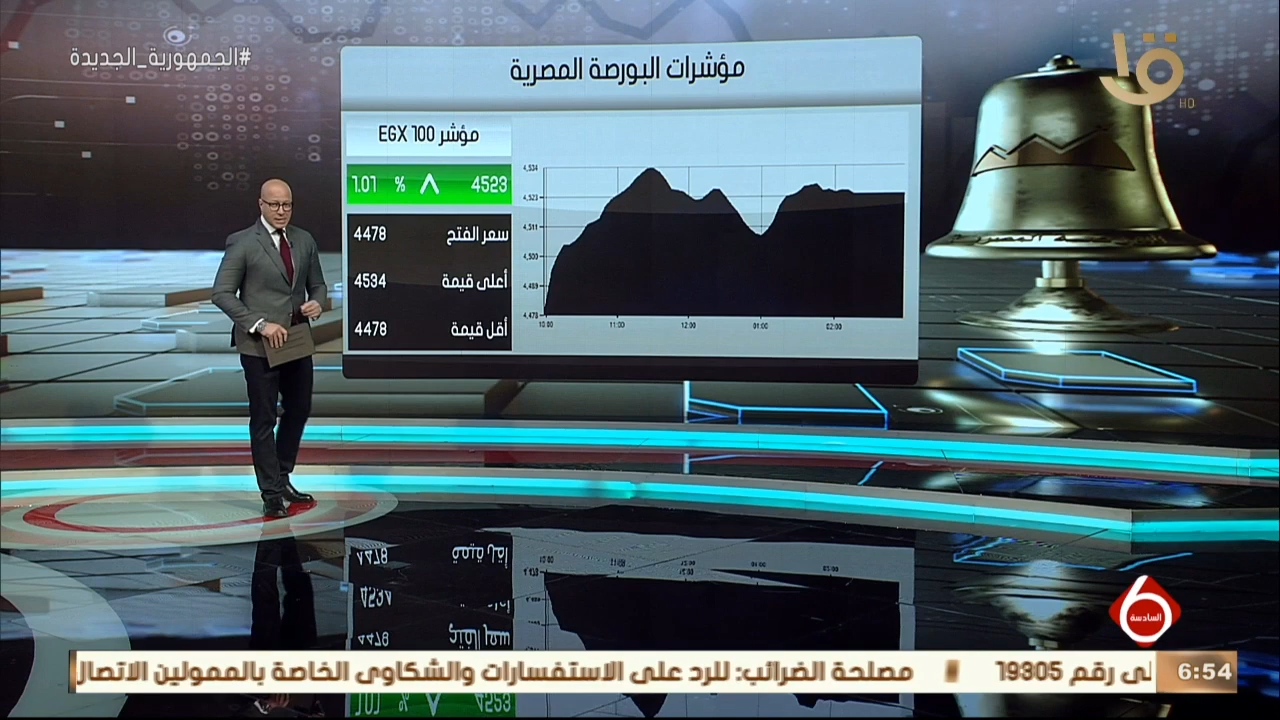 #الجمهورية_الجديدة
HD
مؤشرات البورصة المصرية
مؤشر EGX 100
4523 % 1.01
سعر الفتح 4478
أعلى قيمة 4534
أقل قيمة 4478
4,534
4,523
4,511
4,500
4,489
4,478
10:00 11:00 12:00 01:00 02:00
السادسة
6
لى رقم 19805 مصلحة الضرائب: للرد على الاستفسارات والشكاوى الخاصة بالممولين الاتصال
6:54